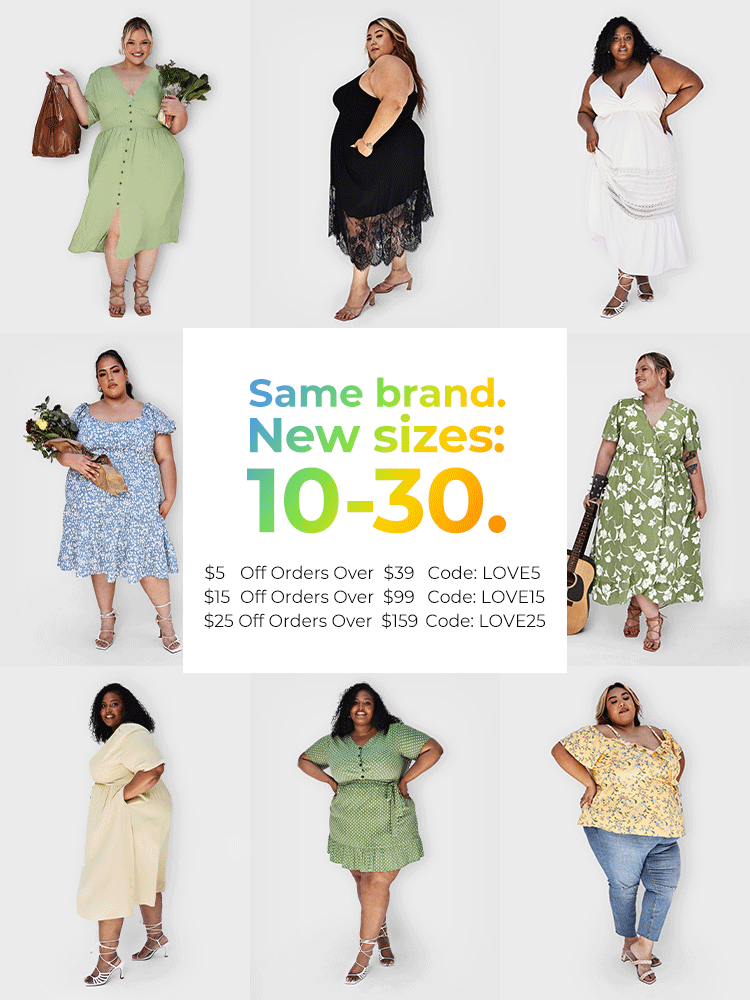 Same brand.
New sizes:
10-30.
$5 Off Orders Over $39 Code: LOVE5
$15 Off Orders Over $99 Code: LOVE15
$25 Off Orders Over $159 Code: LOVE25